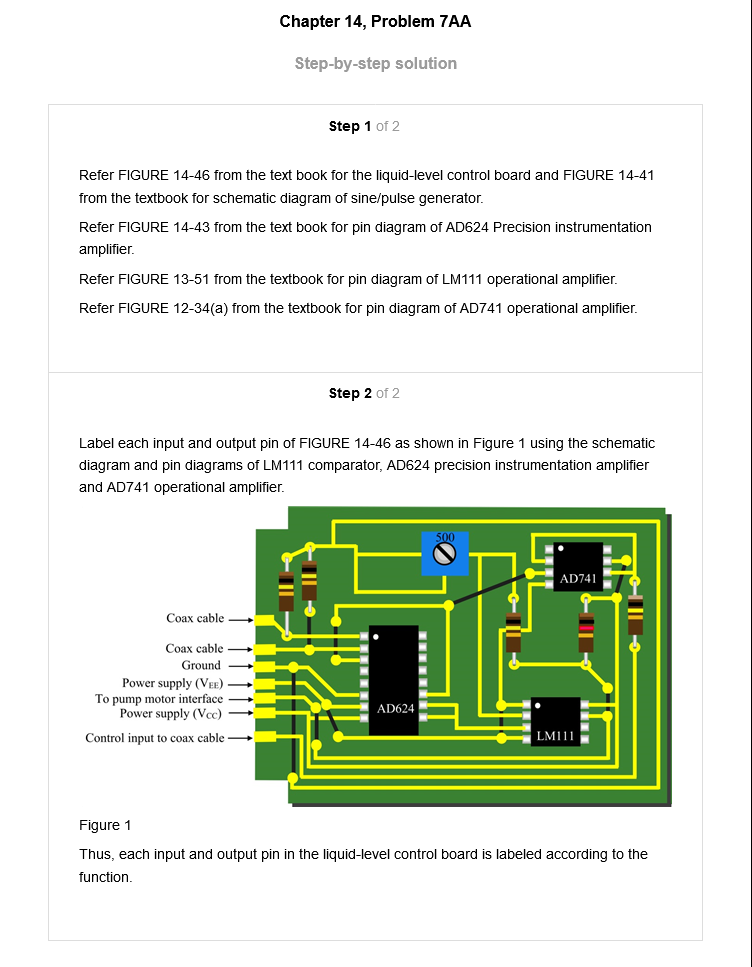 Chapter 14, Problem 7AA
Step-by-step solution
Step 1 of 2
Refer FIGURE 14-46 from the text book for the liquid-level control board and FIGURE 14-41
from the textbook for schematic diagram of sine/pulse generator.
Refer FIGURE 14-43 from the text book for pin diagram of AD624 Precision instrumentation
amplifier.
Refer FIGURE 13-51 from the textbook for pin diagram of LM111 operational amplifier.
Refer FIGURE 12-34(a) from the textbook for pin diagram of AD741 operational amplifier.
Step 2 of 2
Label each input and output pin of FIGURE 14-46 as shown in Figure 1 using the schematic
diagram and pin diagrams of LM111 comparator, AD624 precision instrumentation amplifier
and AD741 operational amplifier.
500
AD741
Coax cable
Coax cable
Ground
Power supply (VEE)
To pump motor interface
AD624
Power supply (VCC)
LM111
Control input to coax cable
Figure 1
Thus, each input and output pin in the liquid-level control board is labeled according to the
function.